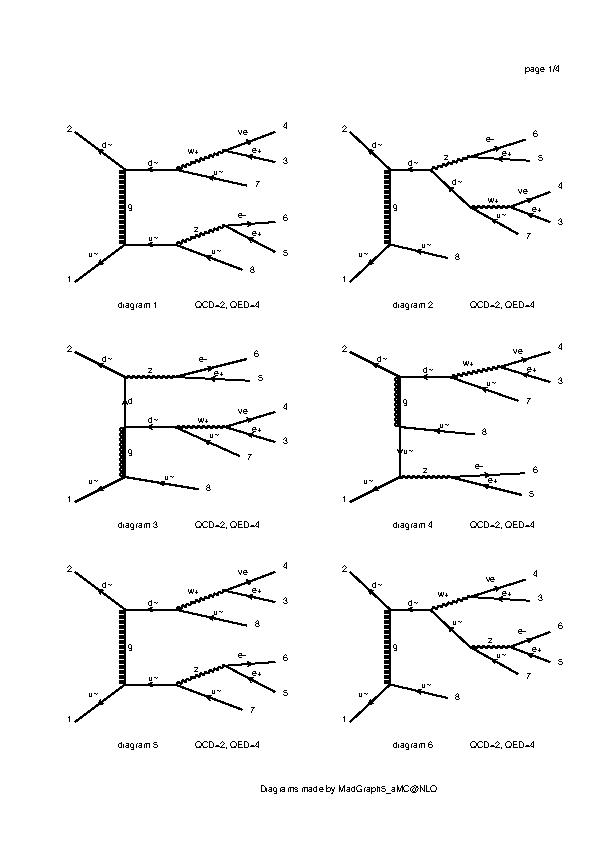 page 1/4
2
d~
g
u~
1
d~
w+
ve
4
e+
3
u~
7
u~
z
e-
6
e+
5
u~
8
diagram 1 QCD=2, QED=4
2
d~
g
u~
1
d~
z
e-
6
e+
5
d~
w+
ve
4
e+
3
u~
7
u~
8
diagram 2 QCD=2, QED=4
2
d~
d
g
u~
1
z
e-
6
e+
5
d~
w+
ve
4
e+
3
u~
7
u~
8
diagram 3 QCD=2, QED=4
2
d~
g
u~
u~
1
d~
w+
ve
4
e+
3
u~
7
u~
8
z
e-
6
e+
5
diagram 4 QCD=2, QED=4
2
d~
g
u~
1
d~
w+
ve
4
e+
3
u~
8
u~
z
e-
6
e+
5
u~
7
diagram 5 QCD=2, QED=4
2
d~
g
u~
1
d~
w+
ve
4
e+
3
u~
z
e-
6
e+
5
u~
7
u~
8
diagram 6 QCD=2, QED=4
Diagrams made by MadGraph5_aMC@NLO